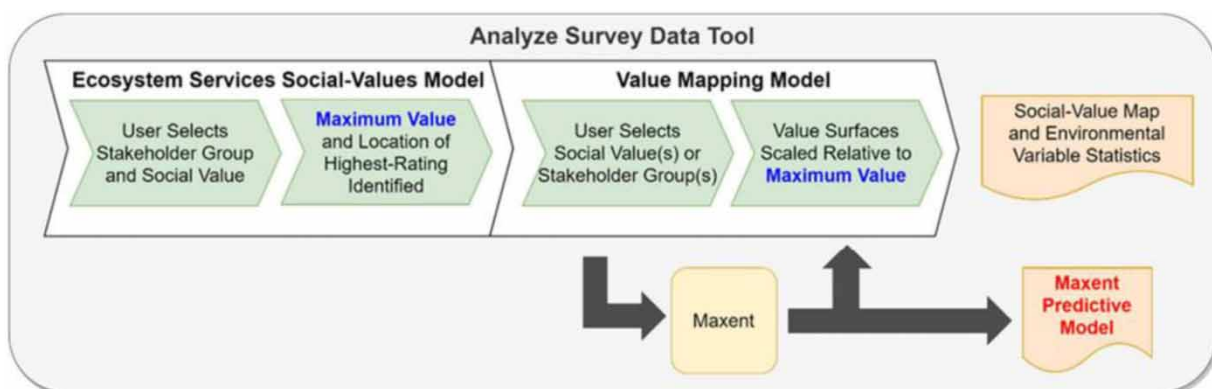 Analyze Survey Data Tool
Ecosystem Services Social-Values Model
Value Mapping Model
User Selects
Stakeholder Group
and Social Value
Maximum Value
and Location of
Highest-Rating
Identified
User Selects
Social Value(s) or
Stakeholder Group(s)
Value Surfaces
Scaled Relative to
Maximum Value
Social-Value Map
and Environmental
Variable Statistics
Maxent
Maxent
Predictive
Model